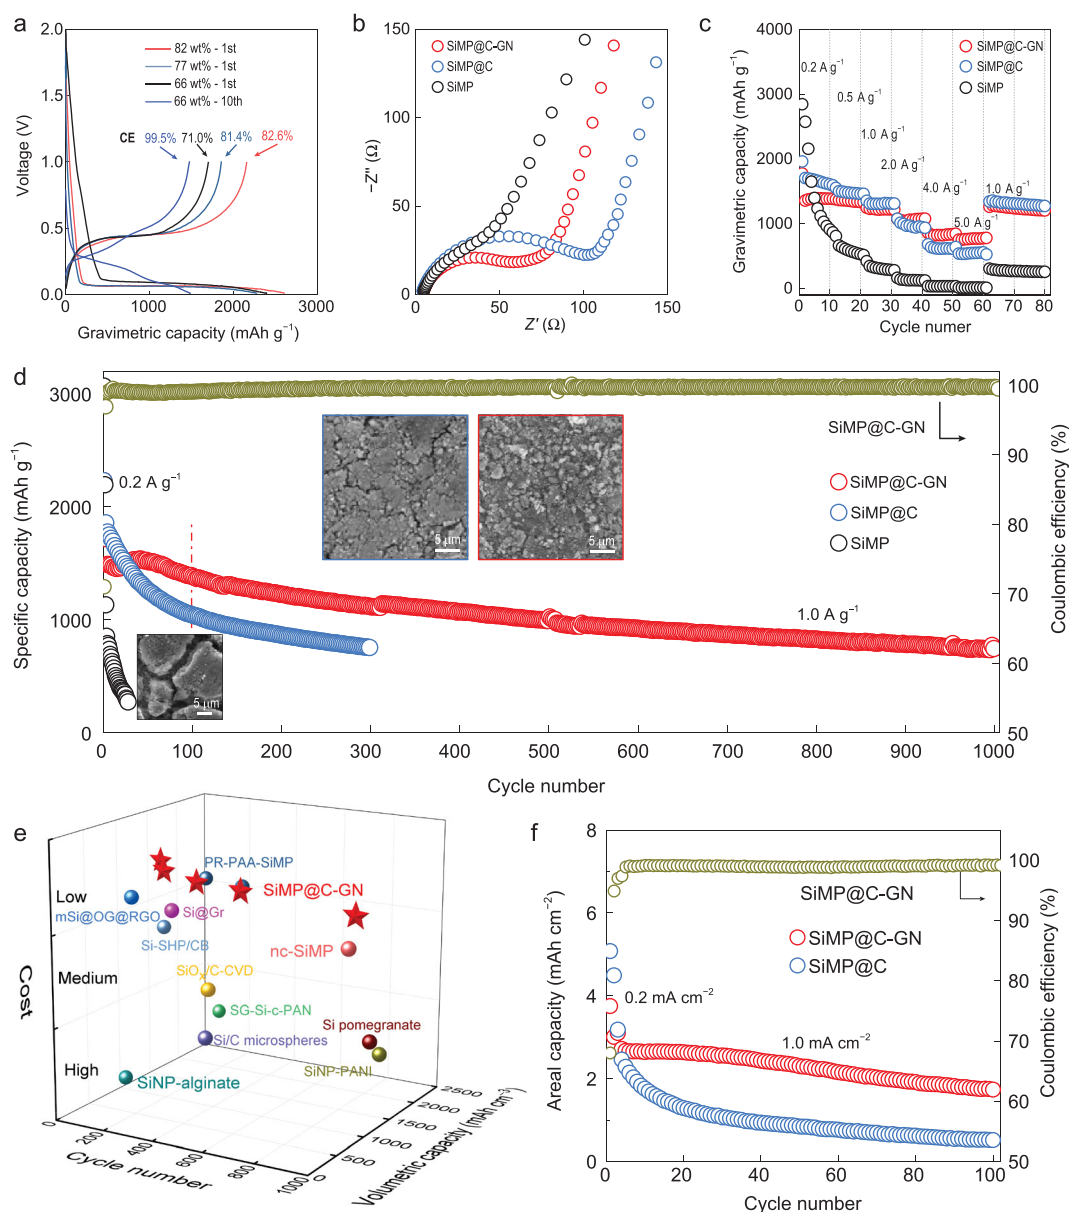 a
2.0
1.5
1.0
0.5
0.0
Voltage (V)
0
1000
2000
3000
Gravimetric capacity (mAh g⁻¹)
82 wt% - 1st
77 wt% - 1st
66 wt% - 1st
66 wt% - 10th
CE
99.5%
71.0%
81.4%
82.6%
b
150
100
50
0
−Z" (Ω)
0
50
100
150
Z' (Ω)
SiMP@C-GN
SiMP@C
SiMP
c
4000
3000
2000
1000
0
Gravimetric capacity (mAh g⁻¹)
0
10
20
30
40
50
60
70
80
Cycle numer
SiMP@C-GN
SiMP@C
SiMP
0.2 A g⁻¹
0.5 A g⁻¹
1.0 A g⁻¹
2.0 A g⁻¹
4.0 A g⁻¹
5.0 A g⁻¹
1.0 A g⁻¹
d
3000
2000
1000
0
Specific capacity (mAh g⁻¹)
0
100
200
300
400
500
600
700
800
900
1000
Cycle number
100
90
80
70
60
50
Coulombic efficiency (%)
0.2 A g⁻¹
5 μm
5 μm
5 μm
SiMP@C-GN
SiMP@C-GN
SiMP@C
SiMP
1.0 A g⁻¹
e
Cost
Low
Medium
High
0
200
400
600
800
1000
Cycle number
0
500
1000
1500
2000
2500
Volumetric capacity (mAh cm⁻³)
PR-PAA-SiMP
SiMP@C-GN
mSi@OG@RGO
Si@Gr
Si-SHP/CB
nc-SiMP
SiOₓ/C-CVD
SG-Si-c-PAN
Si pomegranate
Si/C microspheres
SiNP-PANI
SiNP-alginate
f
8
6
4
2
0
Areal capacity (mAh cm⁻²)
0
20
40
60
80
100
Cycle number
100
90
80
70
60
50
Coulombic efficiency (%)
SiMP@C-GN
SiMP@C-GN
SiMP@C
0.2 mA cm⁻²
1.0 mA cm⁻²